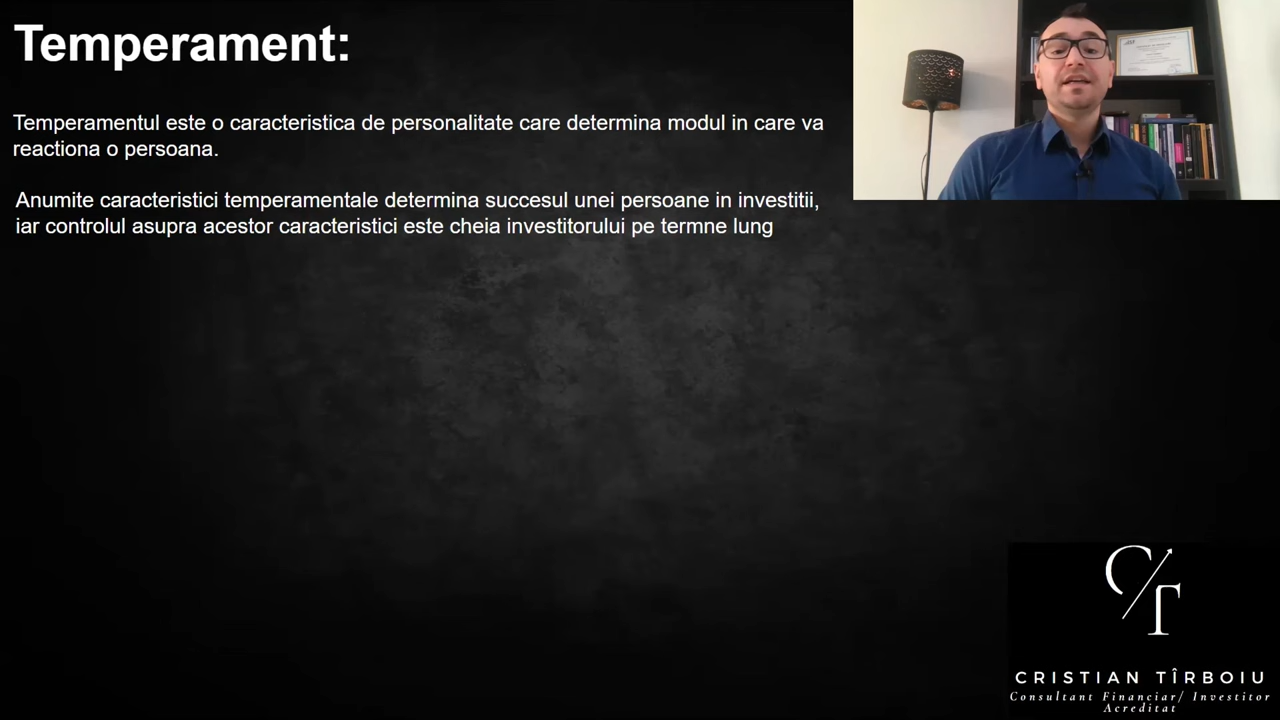 Temperament:
Temperamentul este o caracteristica de personalitate care determina modul in care va
reactiona o persoana.
Anumite caracteristici temperamentale determina succesul unei persoane in investitii,
iar controlul asupra acestor caracteristici este cheia investitorului pe termne lung
CT
CRISTIAN TÎRBOIU
Consultant Financiar/ Investitor
Acreditat